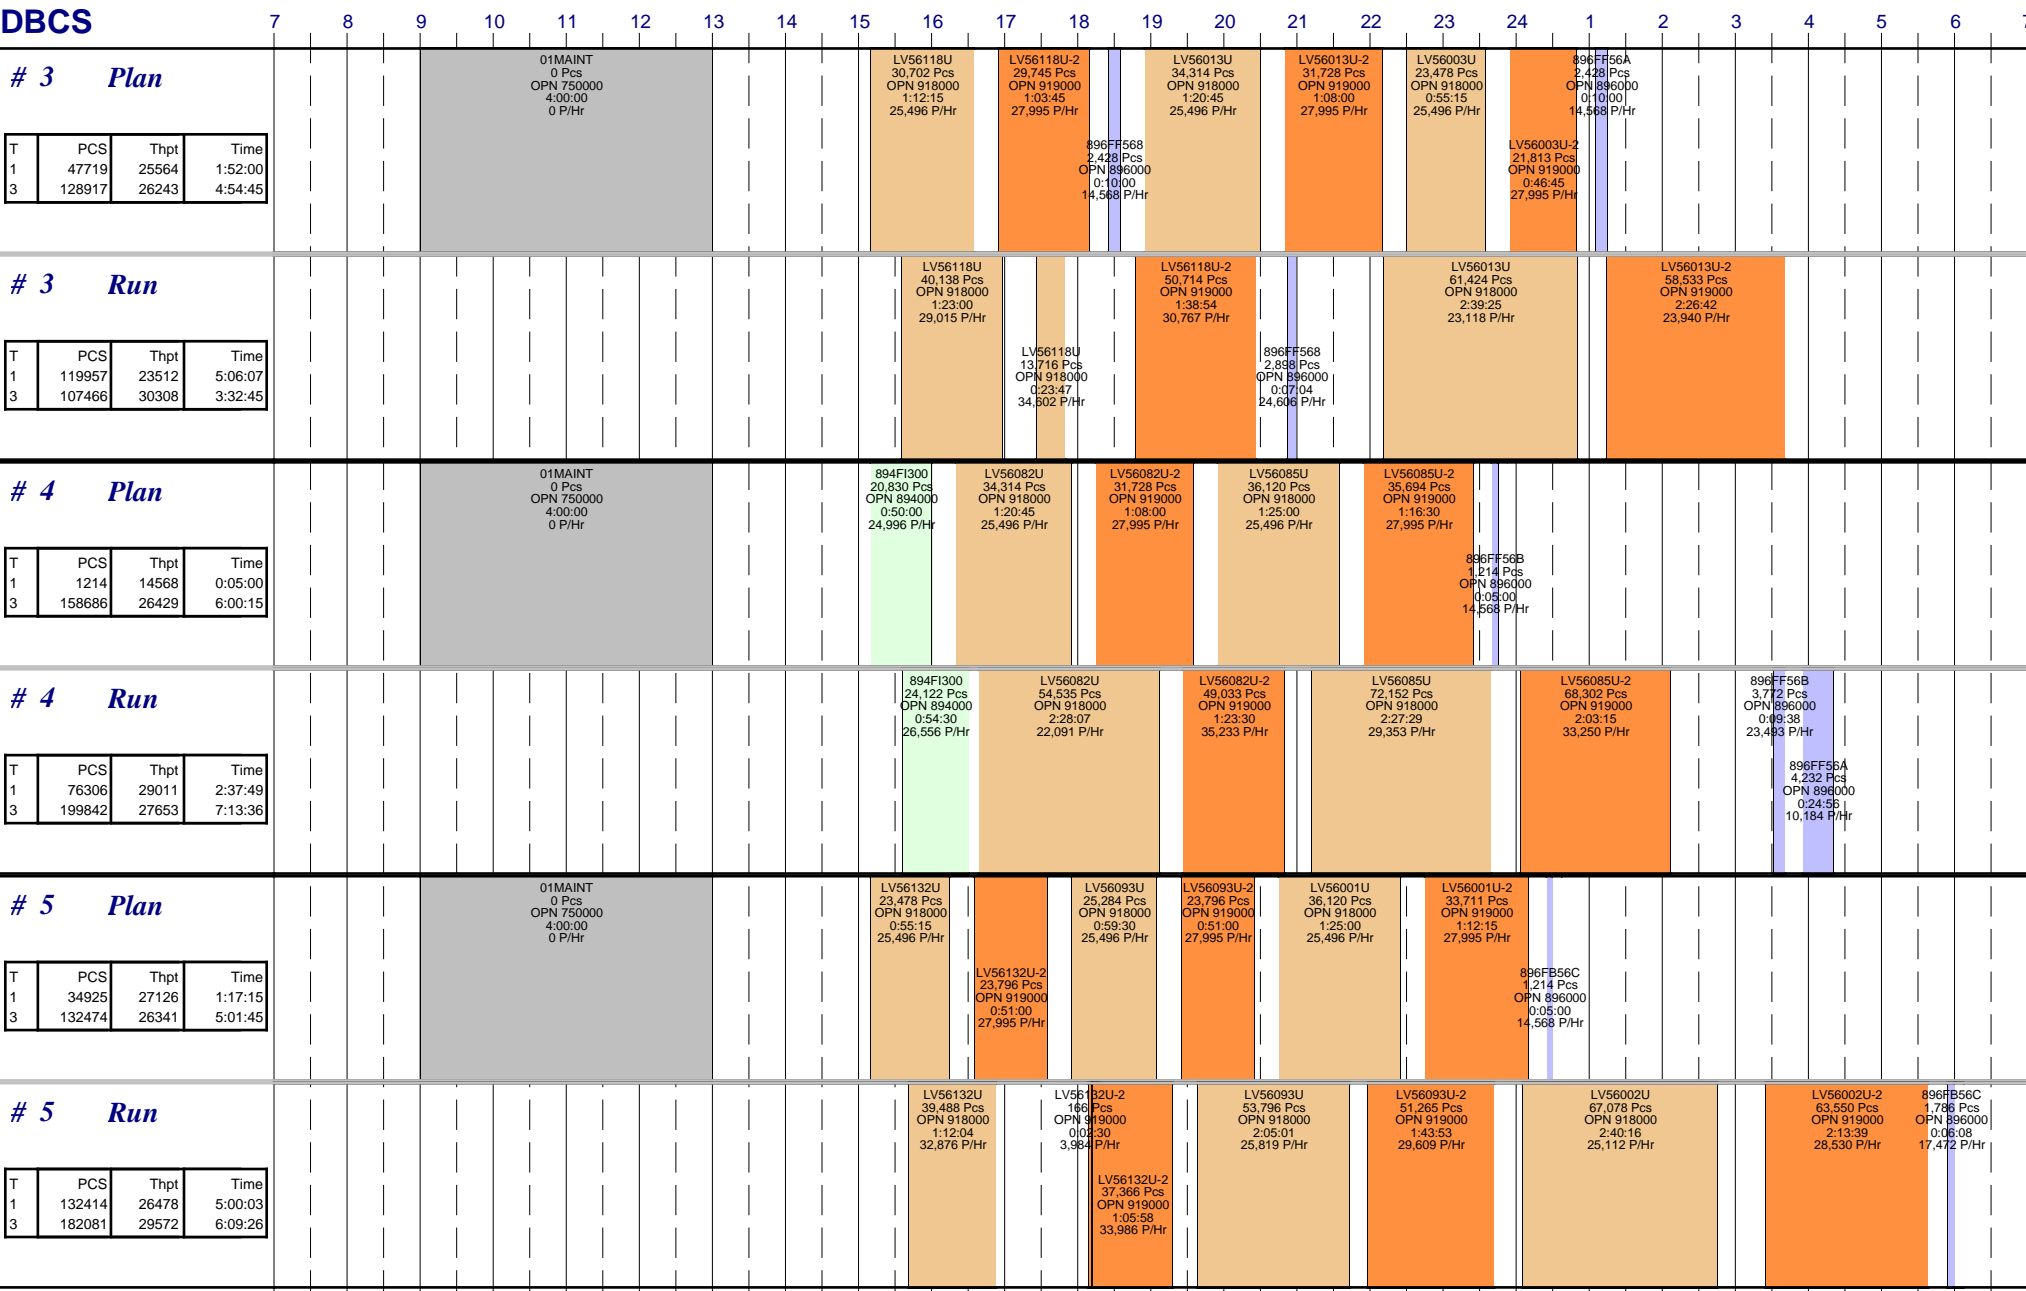 DBCS 7 8 9 10 11 12 13 14 15 16 17 18 19 20 21 22 23 24 1 2 3 4 5 6 7
# 3 Plan
T PCS Thpt Time
1 47719 25564 1:52:00
3 128917 26243 4:54:45
01MAINT
0 Pcs
OPN 750000
4:00:00
0 P/Hr
LV56118U
30,702 Pcs
OPN 918000
1:12:15
25,496 P/Hr
LV56118U-2
29,745 Pcs
OPN 919000
1:03:45
27,995 P/Hr
896FF568
2,428 Pcs
OPN 896000
0:10:00
14,568 P/Hr
LV56013U
34,314 Pcs
OPN 918000
1:20:45
25,496 P/Hr
LV56013U-2
31,728 Pcs
OPN 919000
1:08:00
27,995 P/Hr
LV56003U
23,478 Pcs
OPN 918000
0:55:15
25,496 P/Hr
LV56003U-2
21,813 Pcs
OPN 919000
0:46:45
27,995 P/Hr
896FF56A
2,428 Pcs
OPN 896000
0:10:00
14,568 P/Hr
# 3 Run
T PCS Thpt Time
1 119957 23512 5:06:07
3 107466 30308 3:32:45
LV56118U
40,138 Pcs
OPN 918000
1:23:00
29,015 P/Hr
LV56118U
13,716 Pcs
OPN 918000
0:23:47
34,602 P/Hr
LV56118U-2
50,714 Pcs
OPN 919000
1:38:54
30,767 P/Hr
896FF568
2,898 Pcs
OPN 896000
0:07:04
24,606 P/Hr
LV56013U
61,424 Pcs
OPN 918000
2:39:25
23,118 P/Hr
LV56013U-2
58,533 Pcs
OPN 919000
2:26:42
23,940 P/Hr
# 4 Plan
T PCS Thpt Time
1 1214 14568 0:05:00
3 158686 26429 6:00:15
01MAINT
0 Pcs
OPN 750000
4:00:00
0 P/Hr
894FI300
20,830 Pcs
OPN 894000
0:50:00
24,996 P/Hr
LV56082U
34,314 Pcs
OPN 918000
1:20:45
25,496 P/Hr
LV56082U-2
31,728 Pcs
OPN 919000
1:08:00
27,995 P/Hr
LV56085U
36,120 Pcs
OPN 918000
1:25:00
25,496 P/Hr
LV56085U-2
35,694 Pcs
OPN 919000
1:16:30
27,995 P/Hr
896FF56B
1,214 Pcs
OPN 896000
0:05:00
14,568 P/Hr
# 4 Run
T PCS Thpt Time
1 76306 29011 2:37:49
3 199842 27653 7:13:36
894FI300
24,122 Pcs
OPN 894000
0:54:30
26,556 P/Hr
LV56082U
54,535 Pcs
OPN 918000
2:28:07
22,091 P/Hr
LV56082U-2
49,033 Pcs
OPN 919000
1:23:30
35,233 P/Hr
LV56085U
72,152 Pcs
OPN 918000
2:27:29
29,353 P/Hr
LV56085U-2
68,302 Pcs
OPN 919000
2:03:15
33,250 P/Hr
896FF56B
3,772 Pcs
OPN 896000
0:09:38
23,493 P/Hr
896FF56A
4,232 Pcs
OPN 896000
0:24:56
10,184 P/Hr
# 5 Plan
T PCS Thpt Time
1 34925 27126 1:17:15
3 132474 26341 5:01:45
01MAINT
0 Pcs
OPN 750000
4:00:00
0 P/Hr
LV56132U
23,478 Pcs
OPN 918000
0:55:15
25,496 P/Hr
LV56132U-2
23,796 Pcs
OPN 919000
0:51:00
27,995 P/Hr
LV56093U
25,284 Pcs
OPN 918000
0:59:30
25,496 P/Hr
LV56093U-2
23,796 Pcs
OPN 919000
0:51:00
27,995 P/Hr
LV56001U
36,120 Pcs
OPN 918000
1:25:00
25,496 P/Hr
LV56001U-2
33,711 Pcs
OPN 919000
1:12:15
27,995 P/Hr
896FB56C
1,214 Pcs
OPN 896000
0:05:00
14,568 P/Hr
# 5 Run
T PCS Thpt Time
1 132414 26478 5:00:03
3 182081 29572 6:09:26
LV56132U
39,488 Pcs
OPN 918000
1:12:04
32,876 P/Hr
LV56132U-2
166 Pcs
OPN 919000
0:02:30
3,984 P/Hr
LV56132U-2
37,366 Pcs
OPN 919000
1:05:58
33,986 P/Hr
LV56093U
53,796 Pcs
OPN 918000
2:05:01
25,819 P/Hr
LV56093U-2
51,265 Pcs
OPN 919000
1:43:53
29,609 P/Hr
LV56002U
67,078 Pcs
OPN 918000
2:40:16
25,112 P/Hr
LV56002U-2
63,550 Pcs
OPN 919000
2:13:39
28,530 P/Hr
896FB56C
1,786 Pcs
OPN 896000
0:06:08
17,472 P/Hr